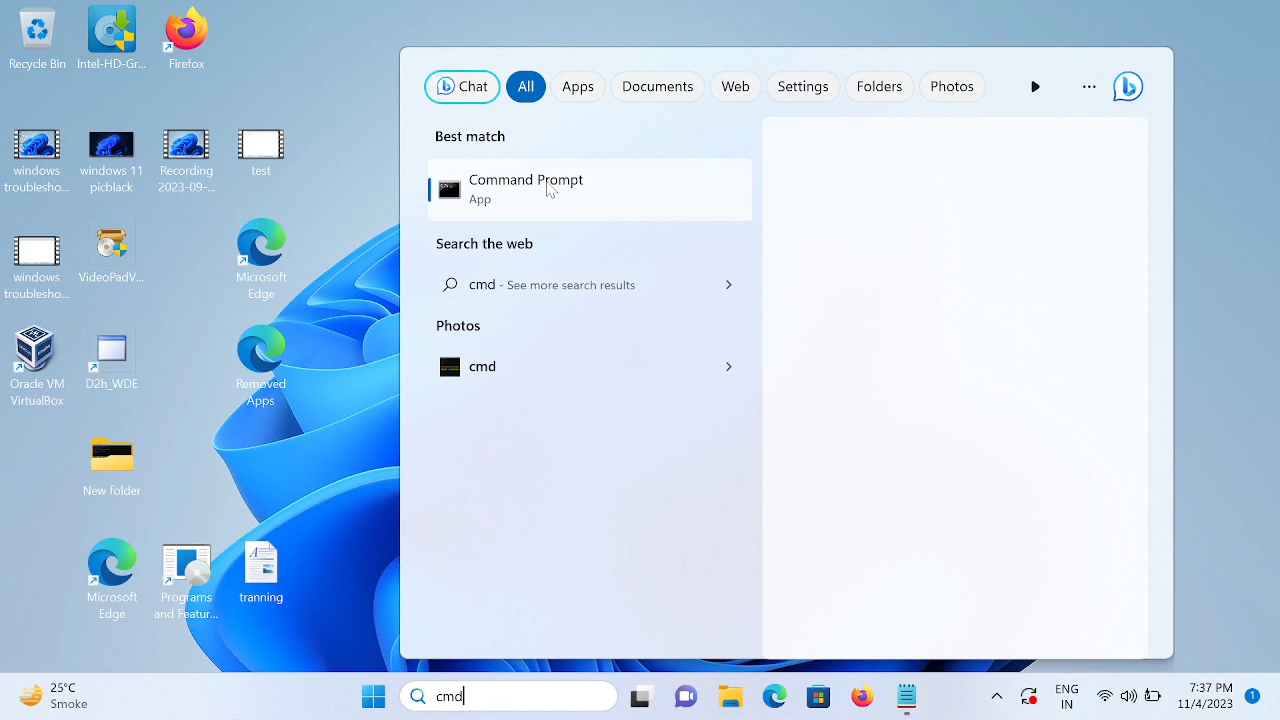 Recycle Bin
Intel-HD-Gr...
Firefox
windows
troublesho...
windows 11
picblack
Recording
2023-09-...
test
windows
troublesho...
VideoPadV...
Microsoft
Edge
Oracle VM
VirtualBox
D2h_WDE
Removed
Apps
New folder
Microsoft
Edge
Programs
and Featur...
tranning
Chat
All
Apps
Documents
Web
Settings
Folders
Photos
Best match
Command Prompt
App
Search the web
cmd - See more search results
Photos
cmd
25°C
Smoke
cmd
ENG
IN
7:37 PM
11/4/2023
1